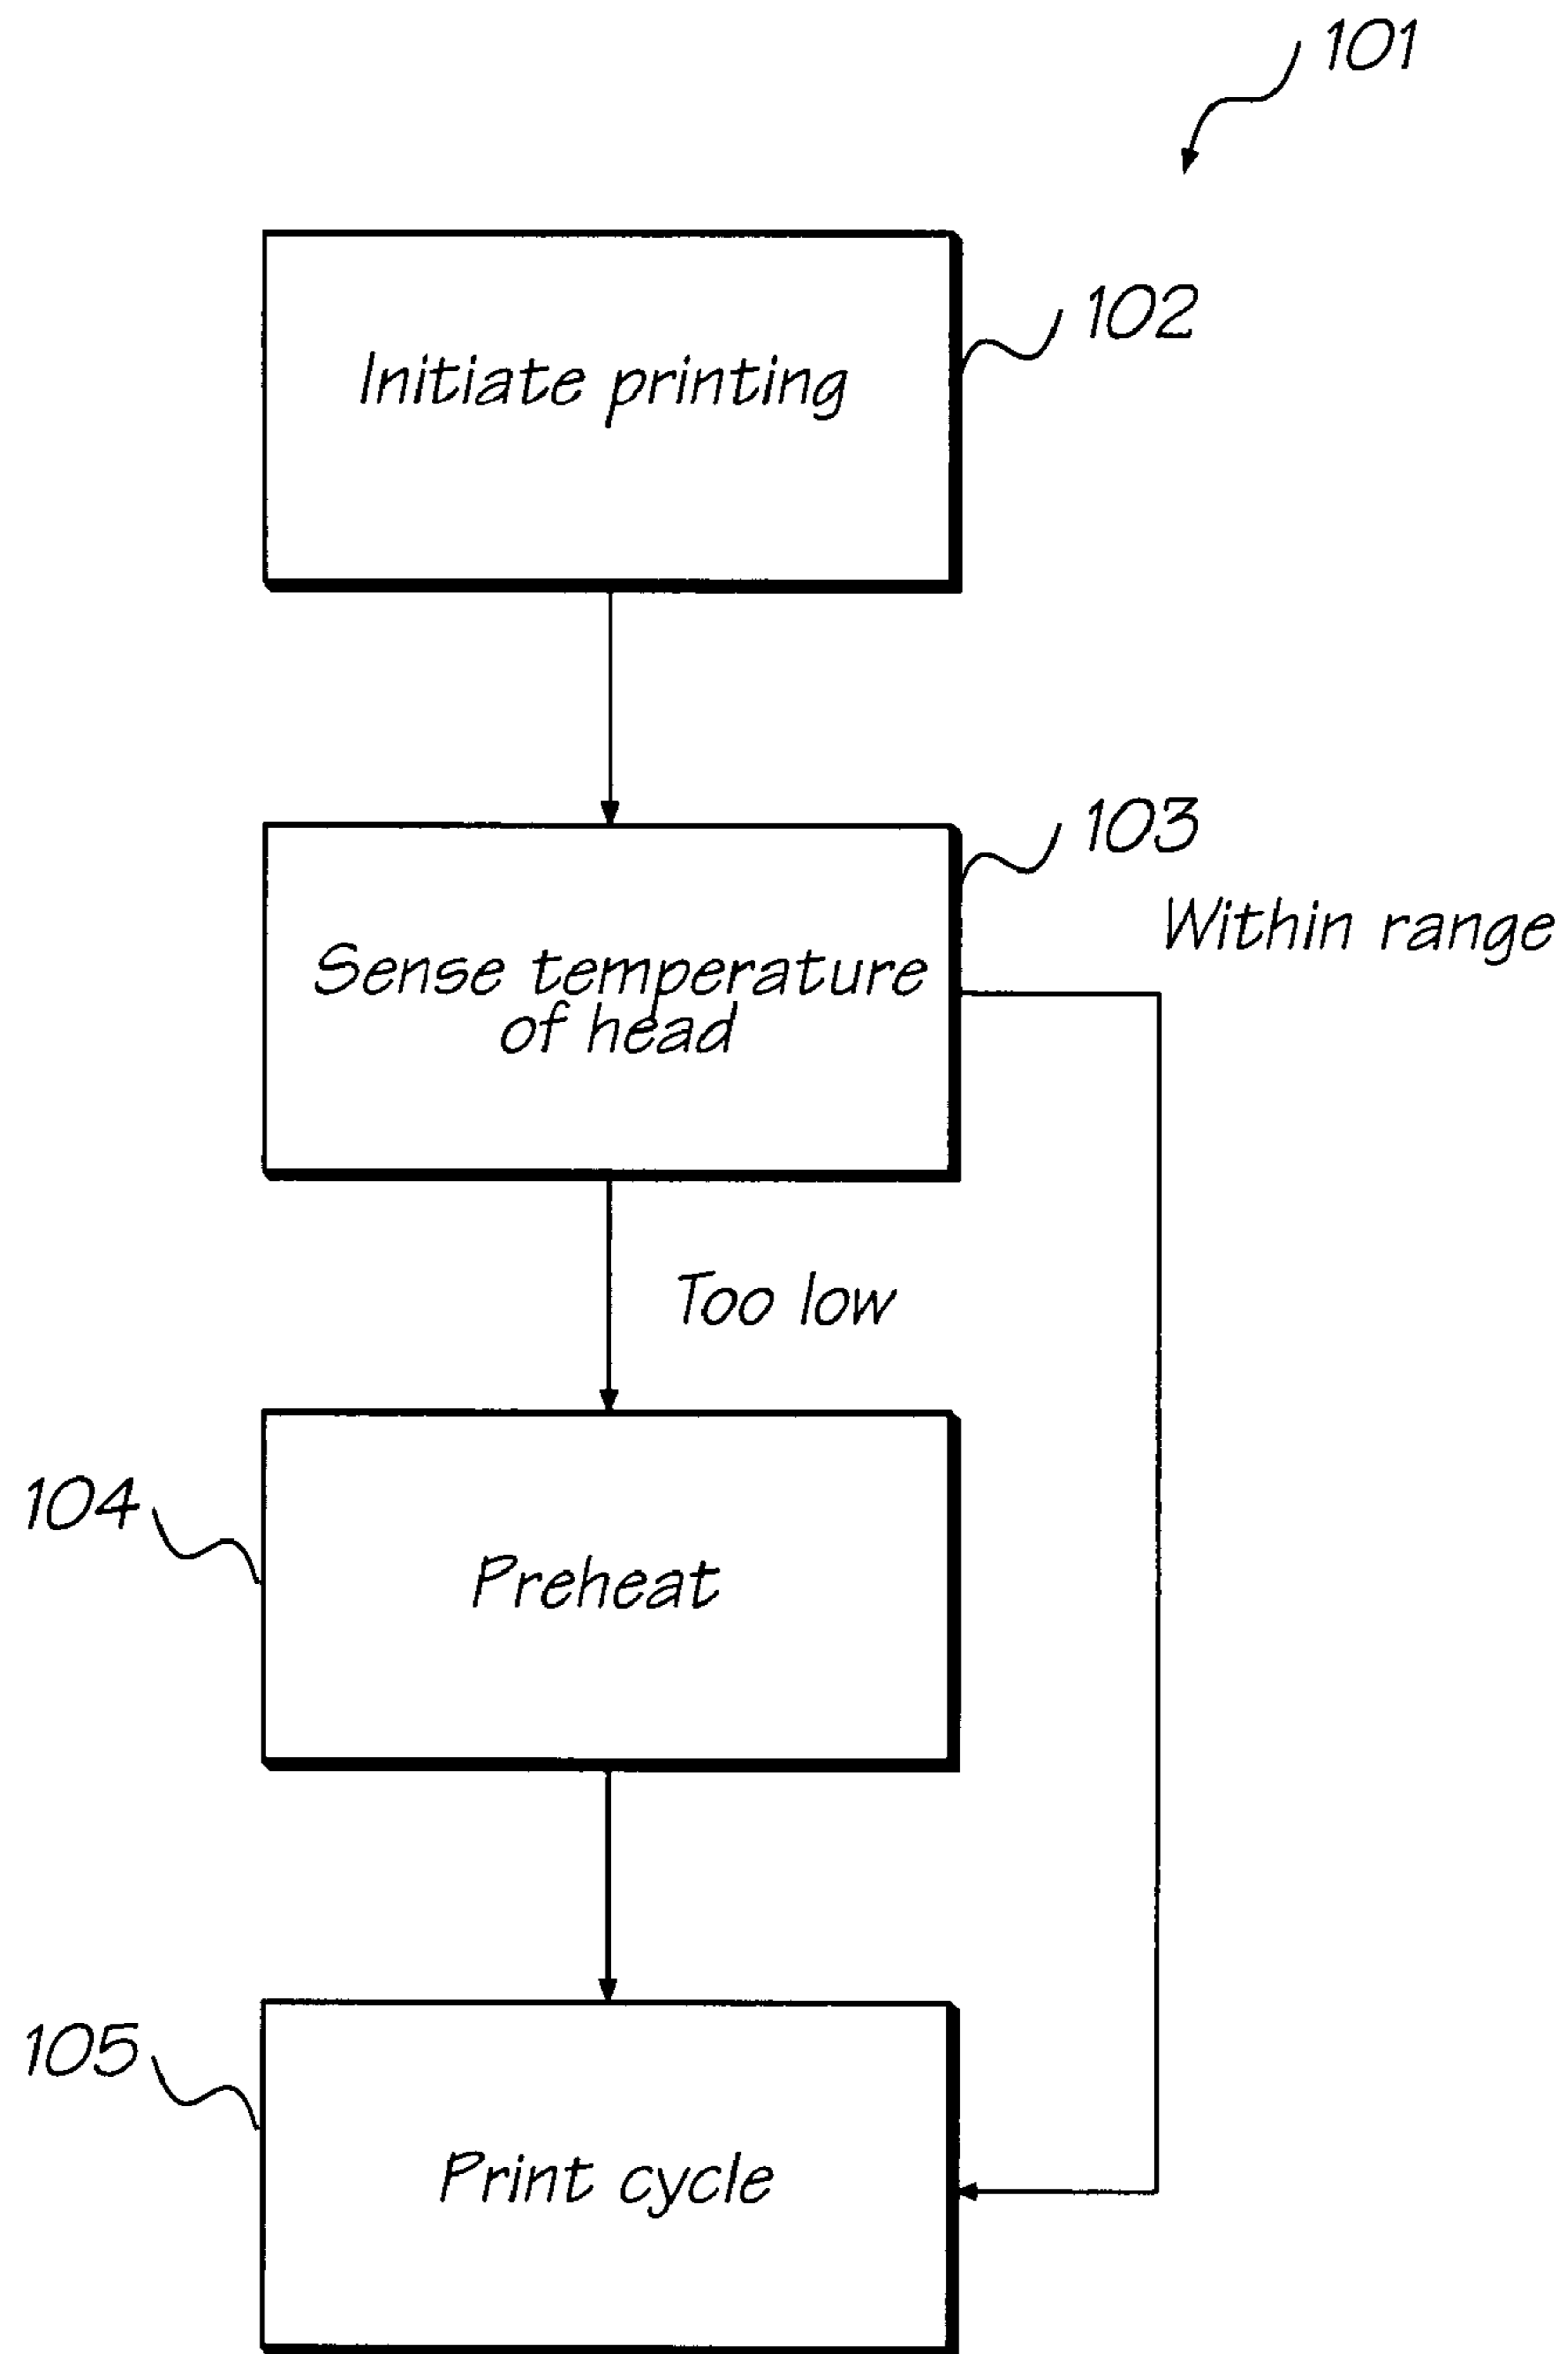 101
Initiate printing
102
103
Within range
Sense temperature
of head
Too low
104
Preheat
105
Print cycle